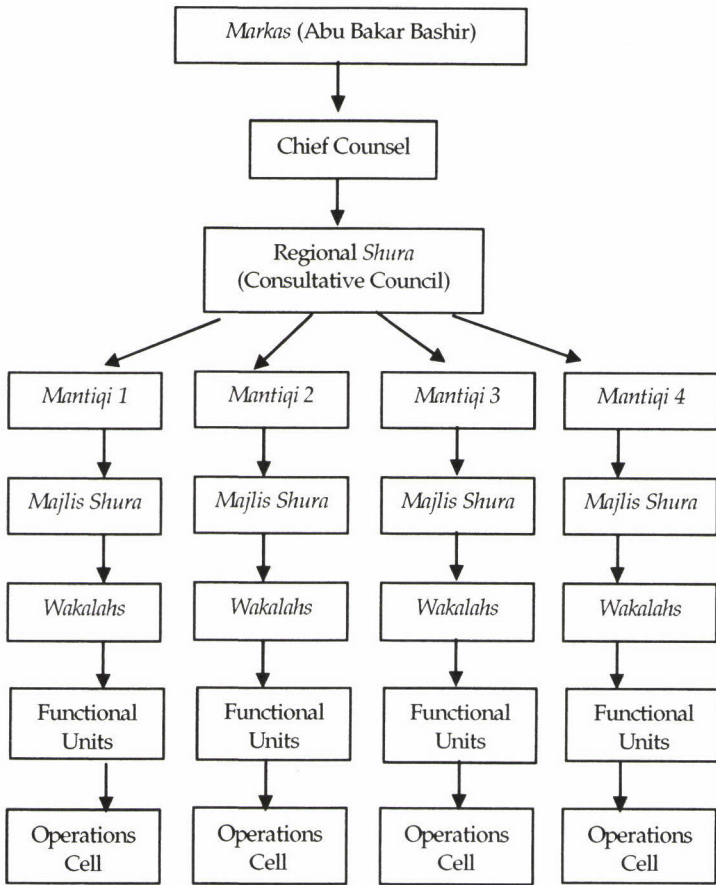 Markas (Abu Bakar Bashir)
Chief Counsel
Regional Shura
(Consultative Council)
Mantiqi 1
Mantiqi 2
Mantiqi 3
Mantiqi 4
Majlis Shura
Majlis Shura
Majlis Shura
Majlis Shura
Wakalahs
Wakalahs
Wakalahs
Wakalahs
Functional
Units
Functional
Units
Functional
Units
Functional
Units
Operations
Cell
Operations
Cell
Operations
Cell
Operations
Cell